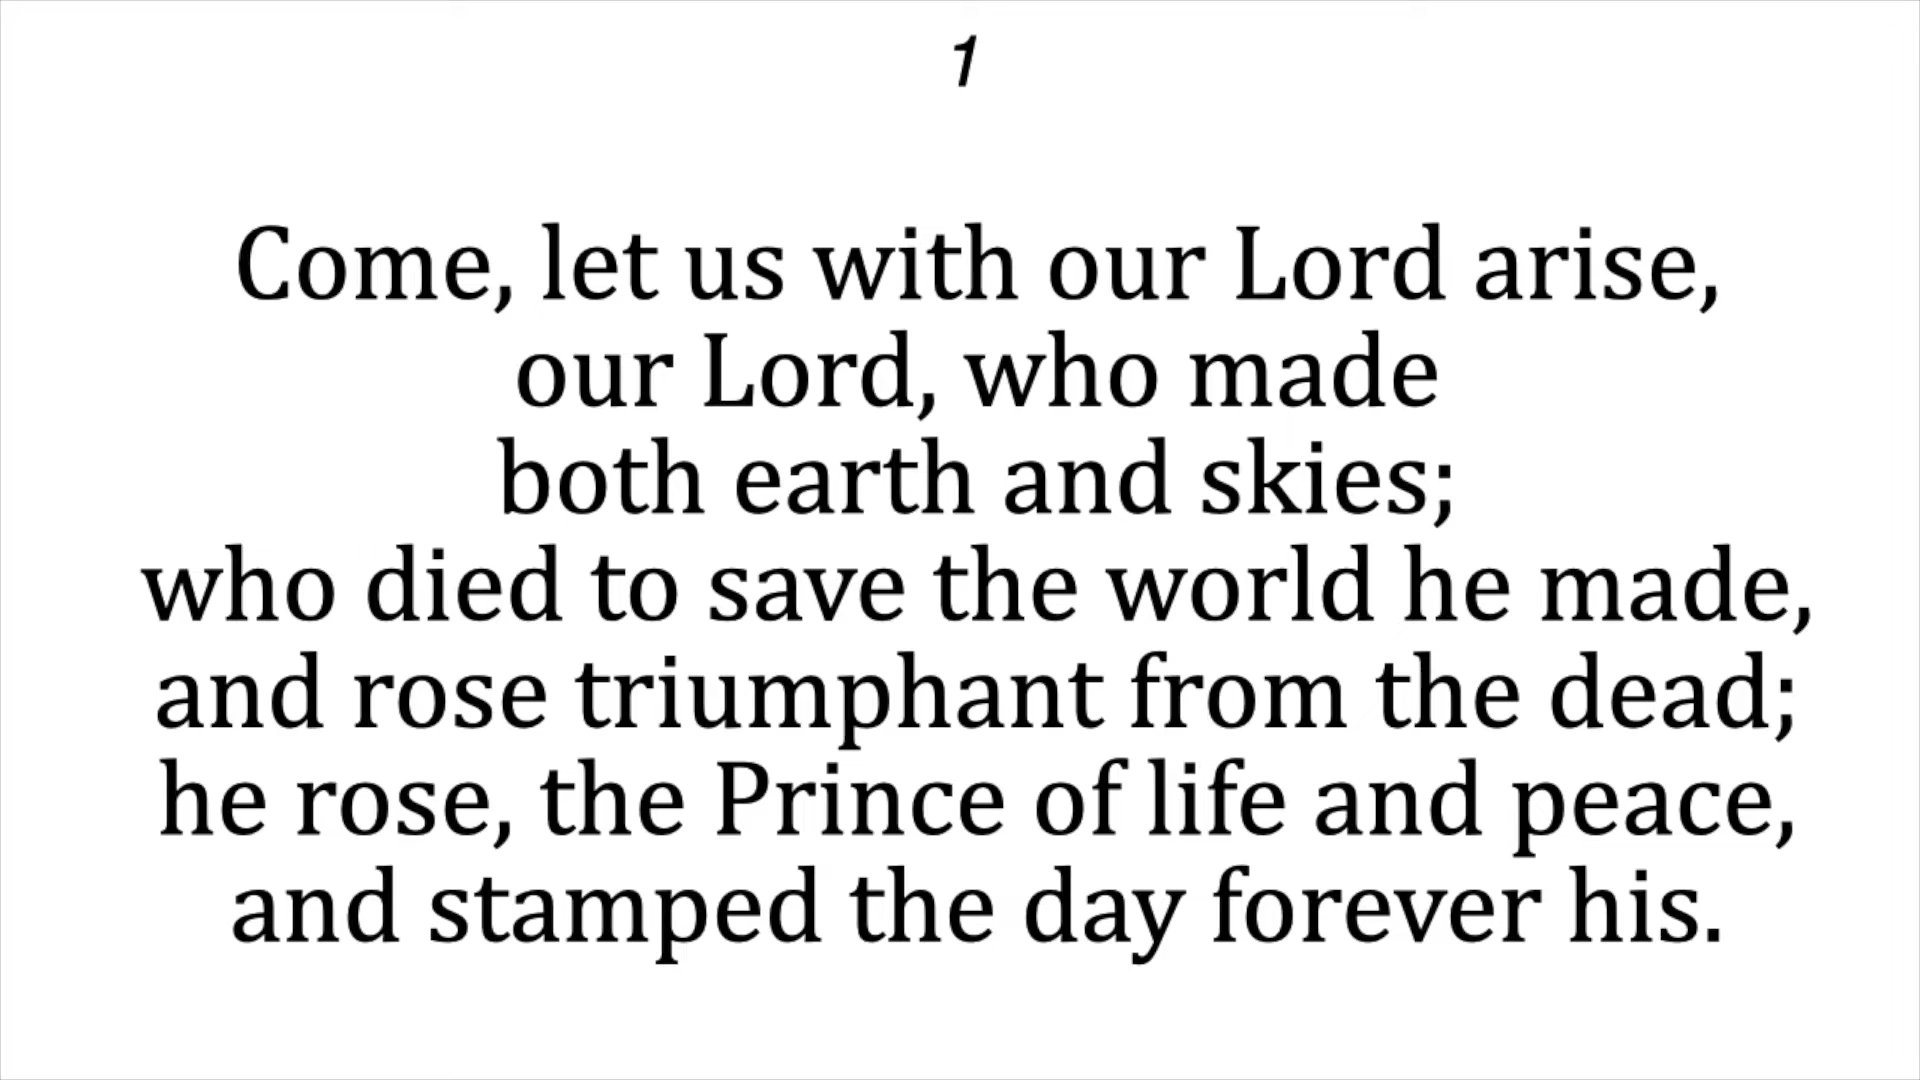 1
Come, let us with our Lord arise,
our Lord, who made
both earth and skies;
who died to save the world he made,
and rose triumphant from the dead;
he rose, the Prince of life and peace,
and stamped the day forever his.